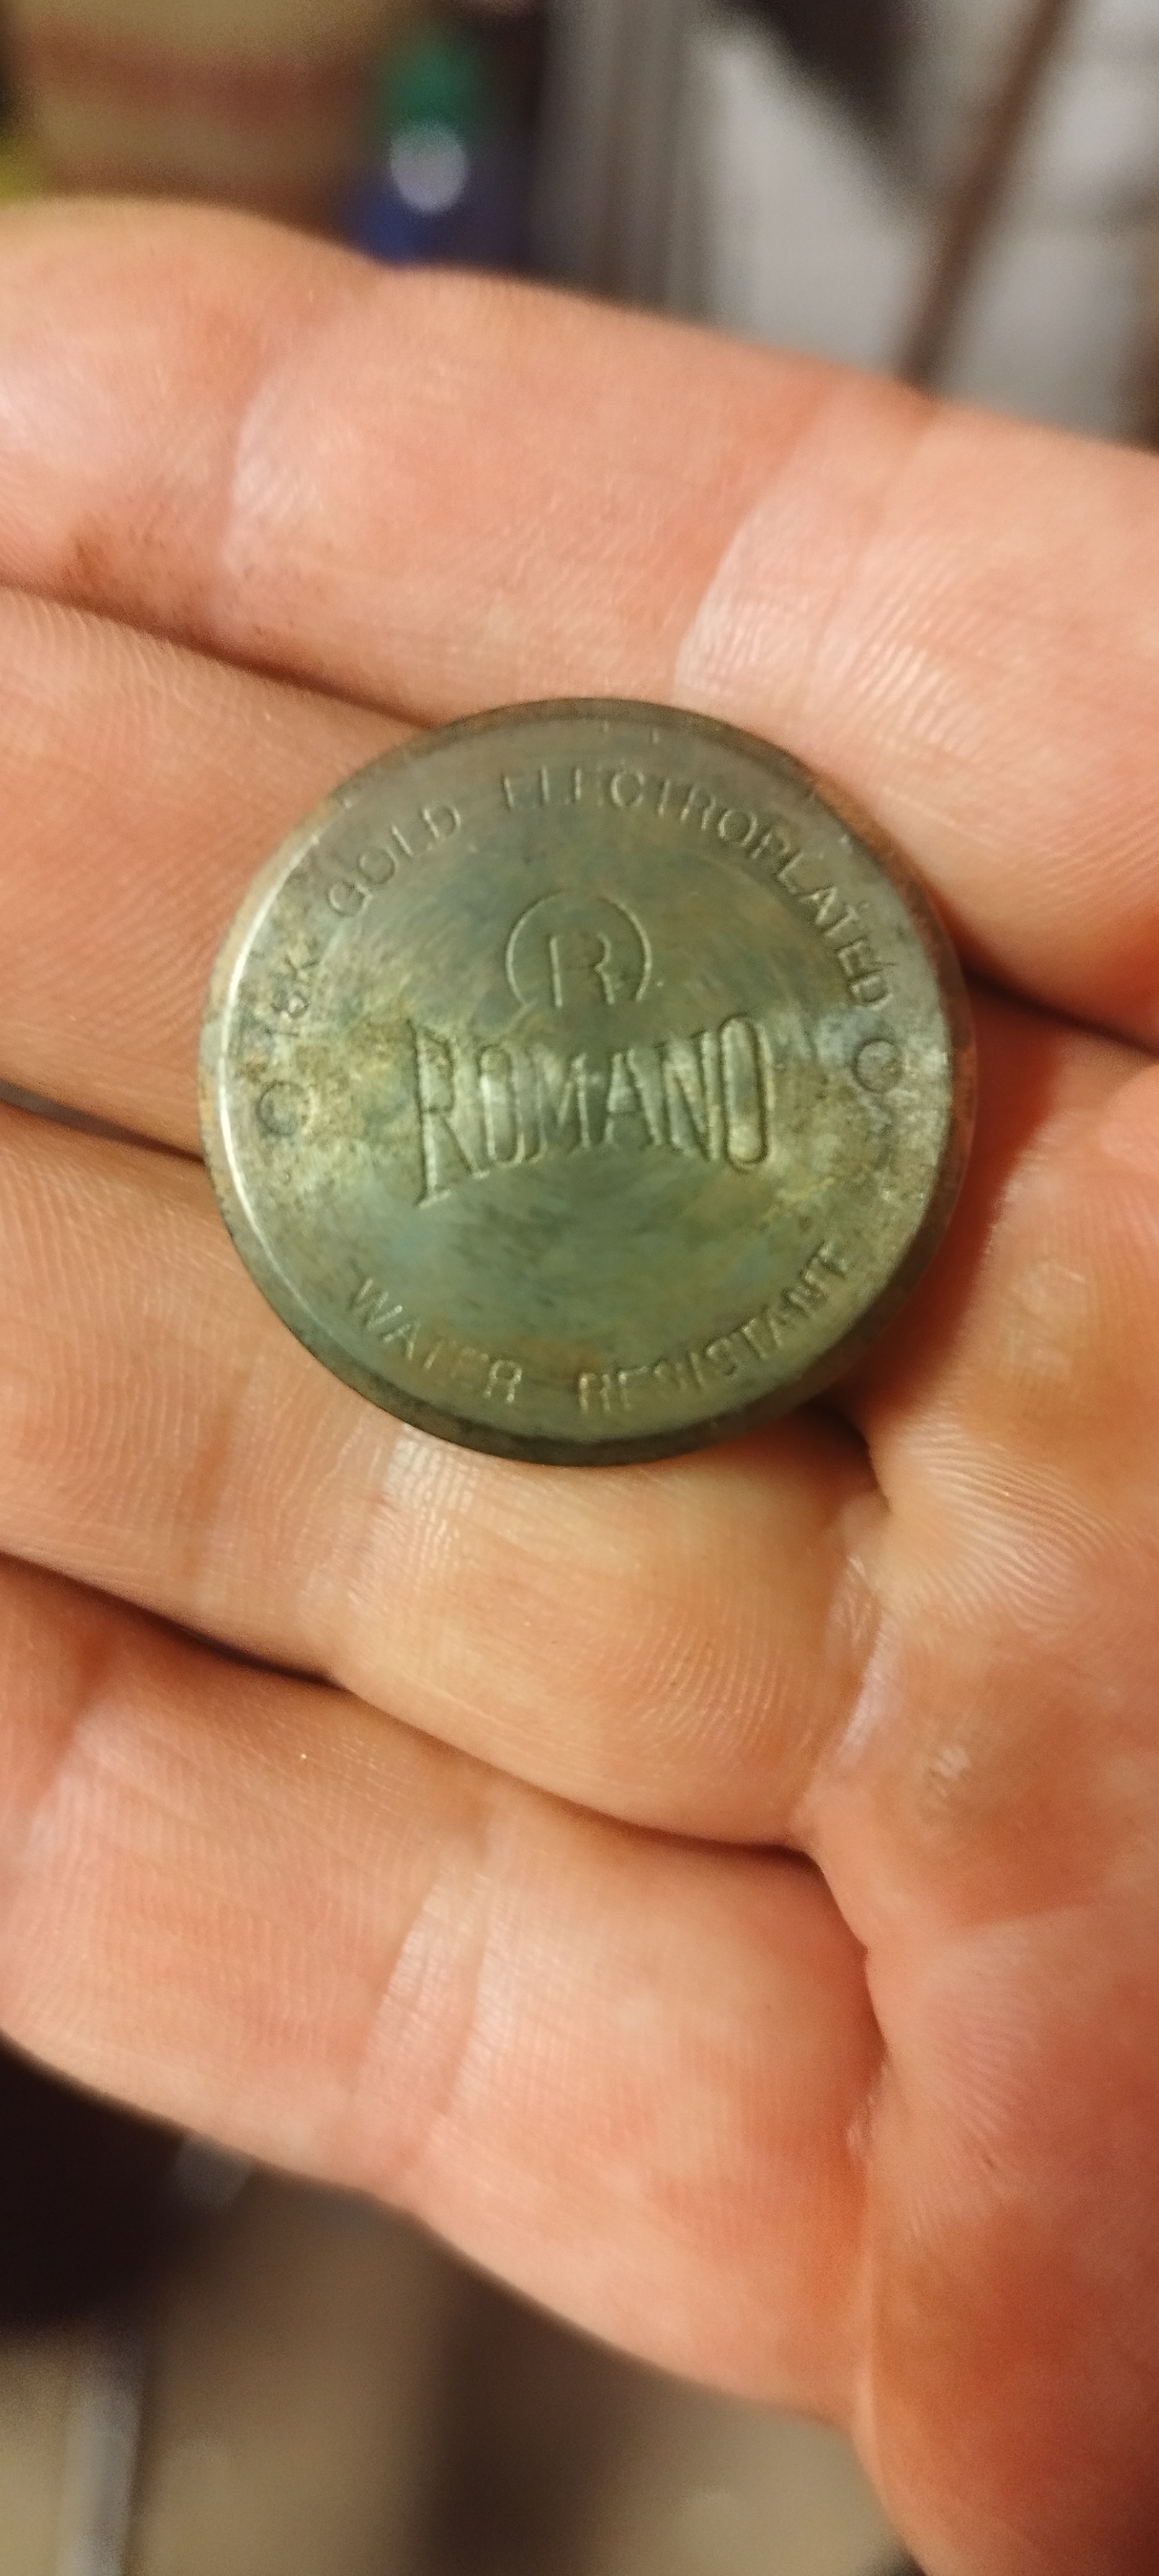 18K GOLD ELECTROPLATED
R
ROMANO
WATER RESISTANT